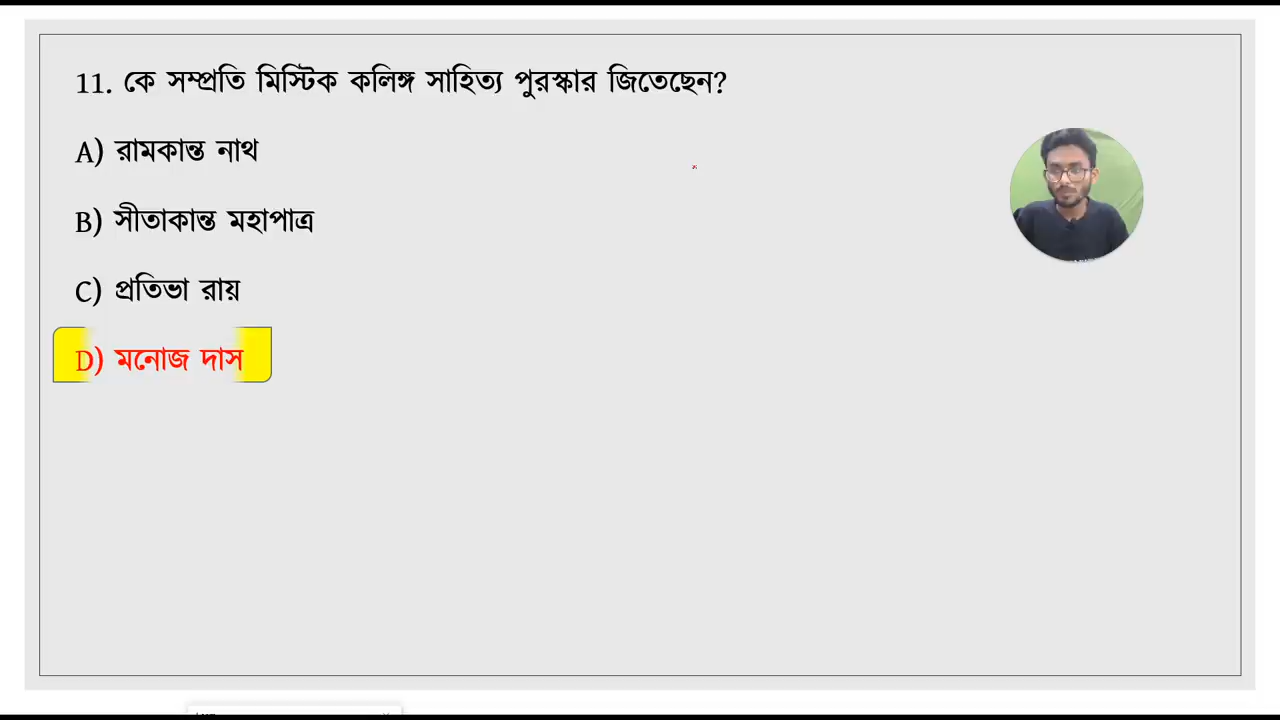 11. কে সম্প্রতি মিস্টিক কলিঙ্গ সাহিত্য পুরস্কার জিতেছেন?
A) রামকান্ত নাথ
B) সীতাকান্ত মহাপাত্র
C) প্রতিভা রায়
D) মনোজ দাস